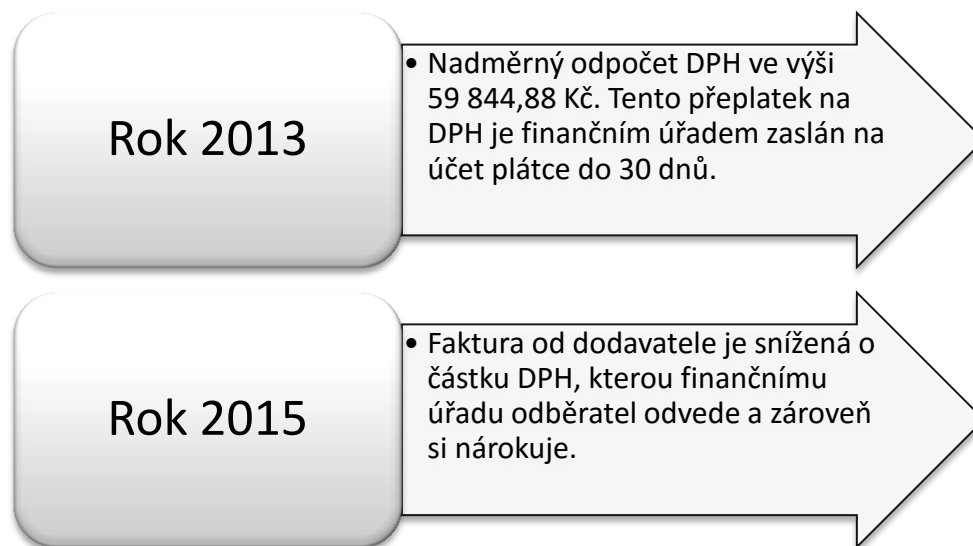 Rok 2013
• Nadměrný odpočet DPH ve výši
59 844,88 Kč. Tento přeplatek na
DPH je finančním úřadem zaslán na
účet plátce do 30 dnů.
Rok 2015
• Faktura od dodavatele je snížená o
částku DPH, kterou finančnímu
úřadu odběratel odvede a zároveň
si nárokuje.